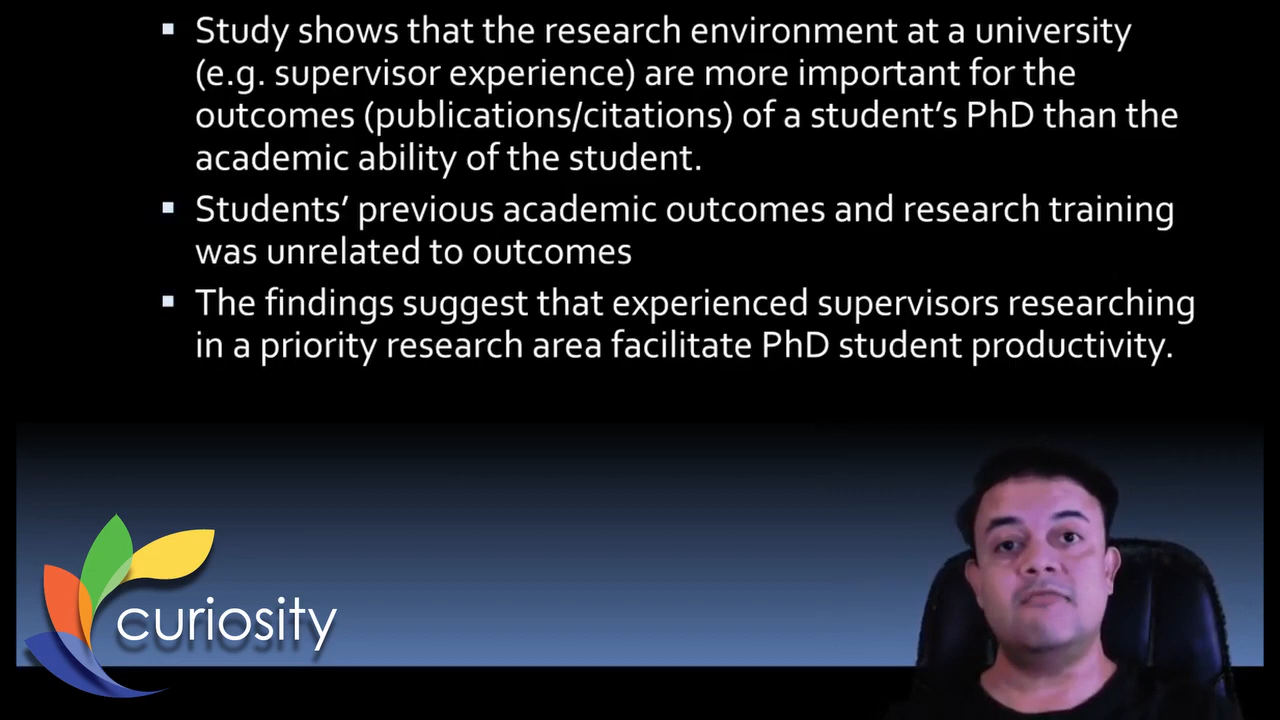 Study shows that the research environment at a university
(e.g. supervisor experience) are more important for the
outcomes (publications/citations) of a student's PhD than the
academic ability of the student.
Students' previous academic outcomes and research training
was unrelated to outcomes
The findings suggest that experienced supervisors researching
in a priority research area facilitate PhD student productivity.
curiosity